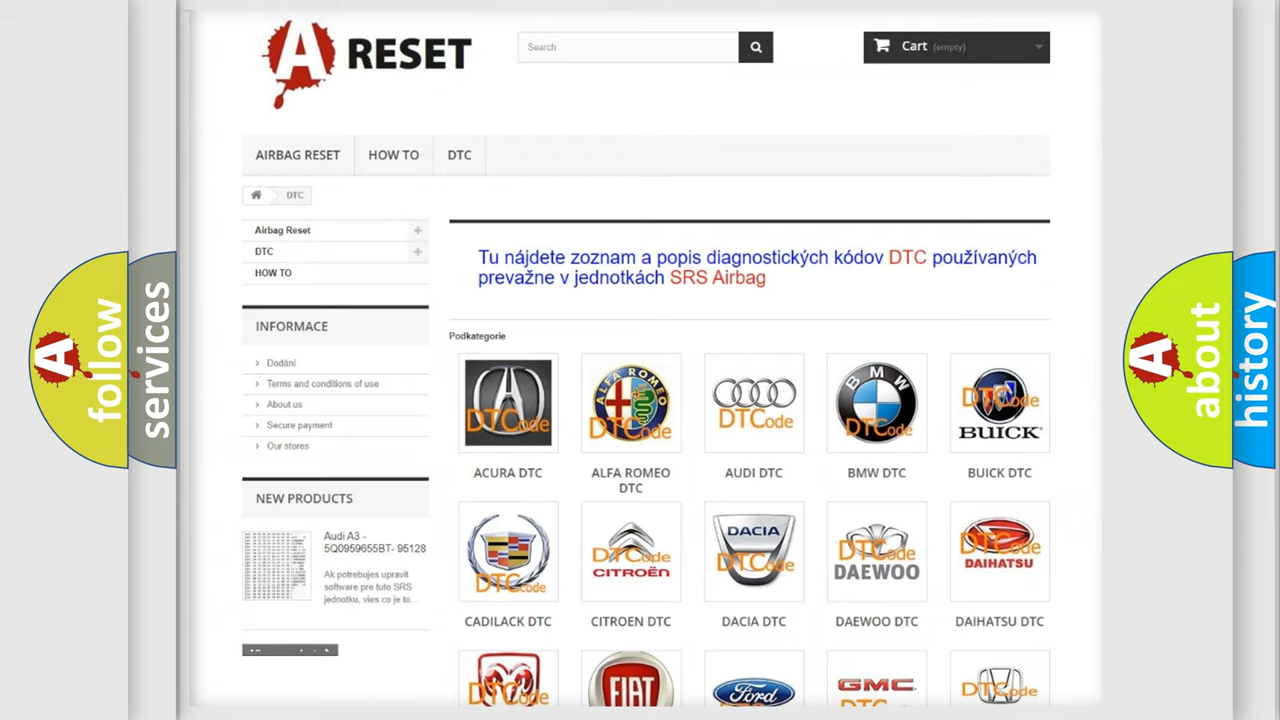 A RESET
Search
Cart (empty)
AIRBAG RESET
HOW TO
DTC
DTC
Airbag Reset
DTC
HOW TO
Tu nájdete zoznam a popis diagnostických kódov DTC používaných
prevažne v jednotkách SRS Airbag
INFORMACE
Dodání
Terms and conditions of use
About us
Secure payment
Our stores
Podkategorie
DTCode
ALFA ROMEO
DTCode
DTCode
BMW
DTCode
DTCode
BUICK
ACURA DTC
ALFA ROMEO
DTC
AUDI DTC
BMW DTC
BUICK DTC
NEW PRODUCTS
Audi A3 -
5Q0959655BT- 95128
Ak potrebujes upravit
software pre tuto SRS
jednotku, vies co je to...
DTCode
DTCode
CITROËN
DACIA
DTCode
DTCode
DAEWOO
DTCode
DAIHATSU
CADILACK DTC
CITROEN DTC
DACIA DTC
DAEWOO DTC
DAIHATSU DTC
DTCode
FIAT
Ford
GMC
DTCode
A follow
services
A about
history